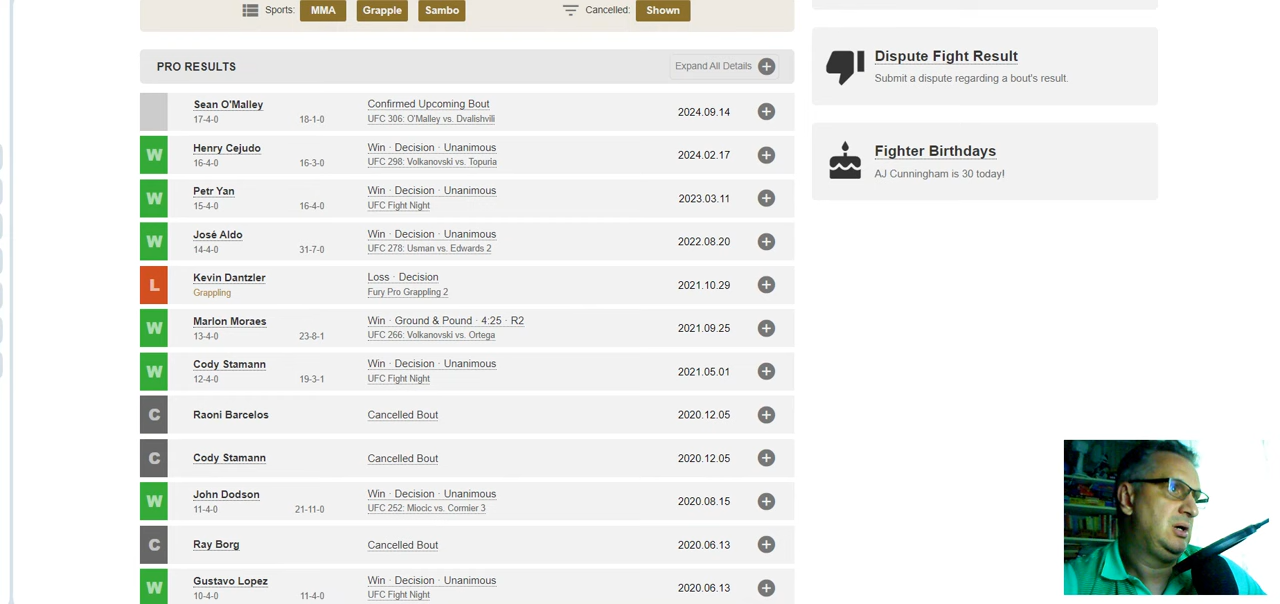 Sports: MMA Grapple Sambo Cancelled: Shown
PRO RESULTS Expand All Details
Sean O'Malley Confirmed Upcoming Bout 2024.09.14
17-4-0 18-1-0 UFC 306: O'Malley vs. Dvalishvili
W Henry Cejudo Win · Decision · Unanimous 2024.02.17
16-4-0 16-3-0 UFC 298: Volkanovski vs. Topuria
W Petr Yan Win · Decision · Unanimous 2023.03.11
15-4-0 16-4-0 UFC Fight Night
W José Aldo Win · Decision · Unanimous 2022.08.20
14-4-0 31-7-0 UFC 278: Usman vs. Edwards 2
L Kevin Dantzler Loss · Decision 2021.10.29
Grappling Fury Pro Grappling 2
W Marlon Moraes Win · Ground & Pound · 4:25 · R2 2021.09.25
13-4-0 23-8-1 UFC 266: Volkanovski vs. Ortega
W Cody Stamann Win · Decision · Unanimous 2021.05.01
12-4-0 19-3-1 UFC Fight Night
C Raoni Barcelos Cancelled Bout 2020.12.05
C Cody Stamann Cancelled Bout 2020.12.05
W John Dodson Win · Decision · Unanimous 2020.08.15
11-4-0 21-11-0 UFC 252: Miocic vs. Cormier 3
C Ray Borg Cancelled Bout 2020.06.13
W Gustavo Lopez Win · Decision · Unanimous 2020.06.13
10-4-0 11-4-0 UFC Fight Night
Dispute Fight Result
Submit a dispute regarding a bout's result.
Fighter Birthdays
AJ Cunningham is 30 today!